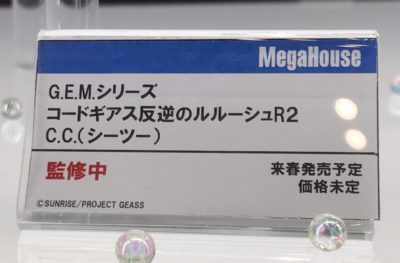 MegaHouse
G.E.M.シリーズ
コードギアス反逆のルルーシュR2
C.C.(シーツー)
監修中
来春発売予定
価格未定
©SUNRISE/PROJECT GEASS